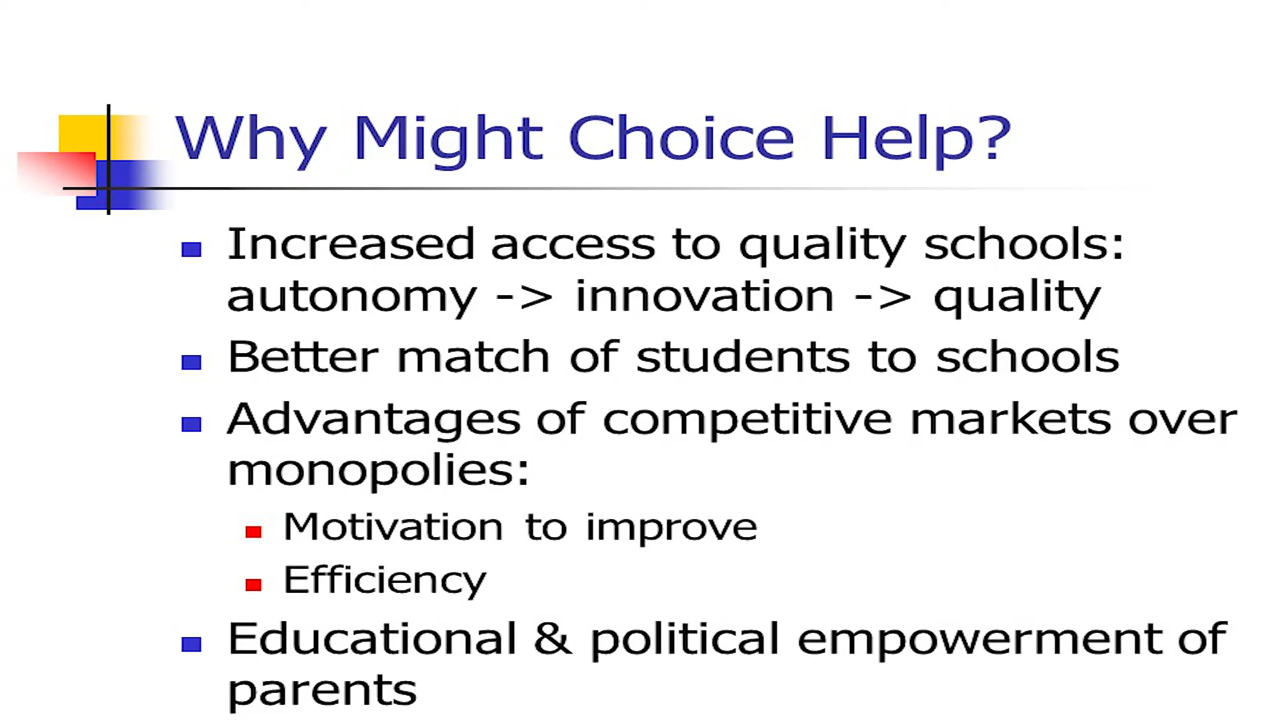 Why Might Choice Help?
Increased access to quality schools:
autonomy -> innovation -> quality
Better match of students to schools
Advantages of competitive markets over
monopolies:
Motivation to improve
Efficiency
Educational & political empowerment of
parents